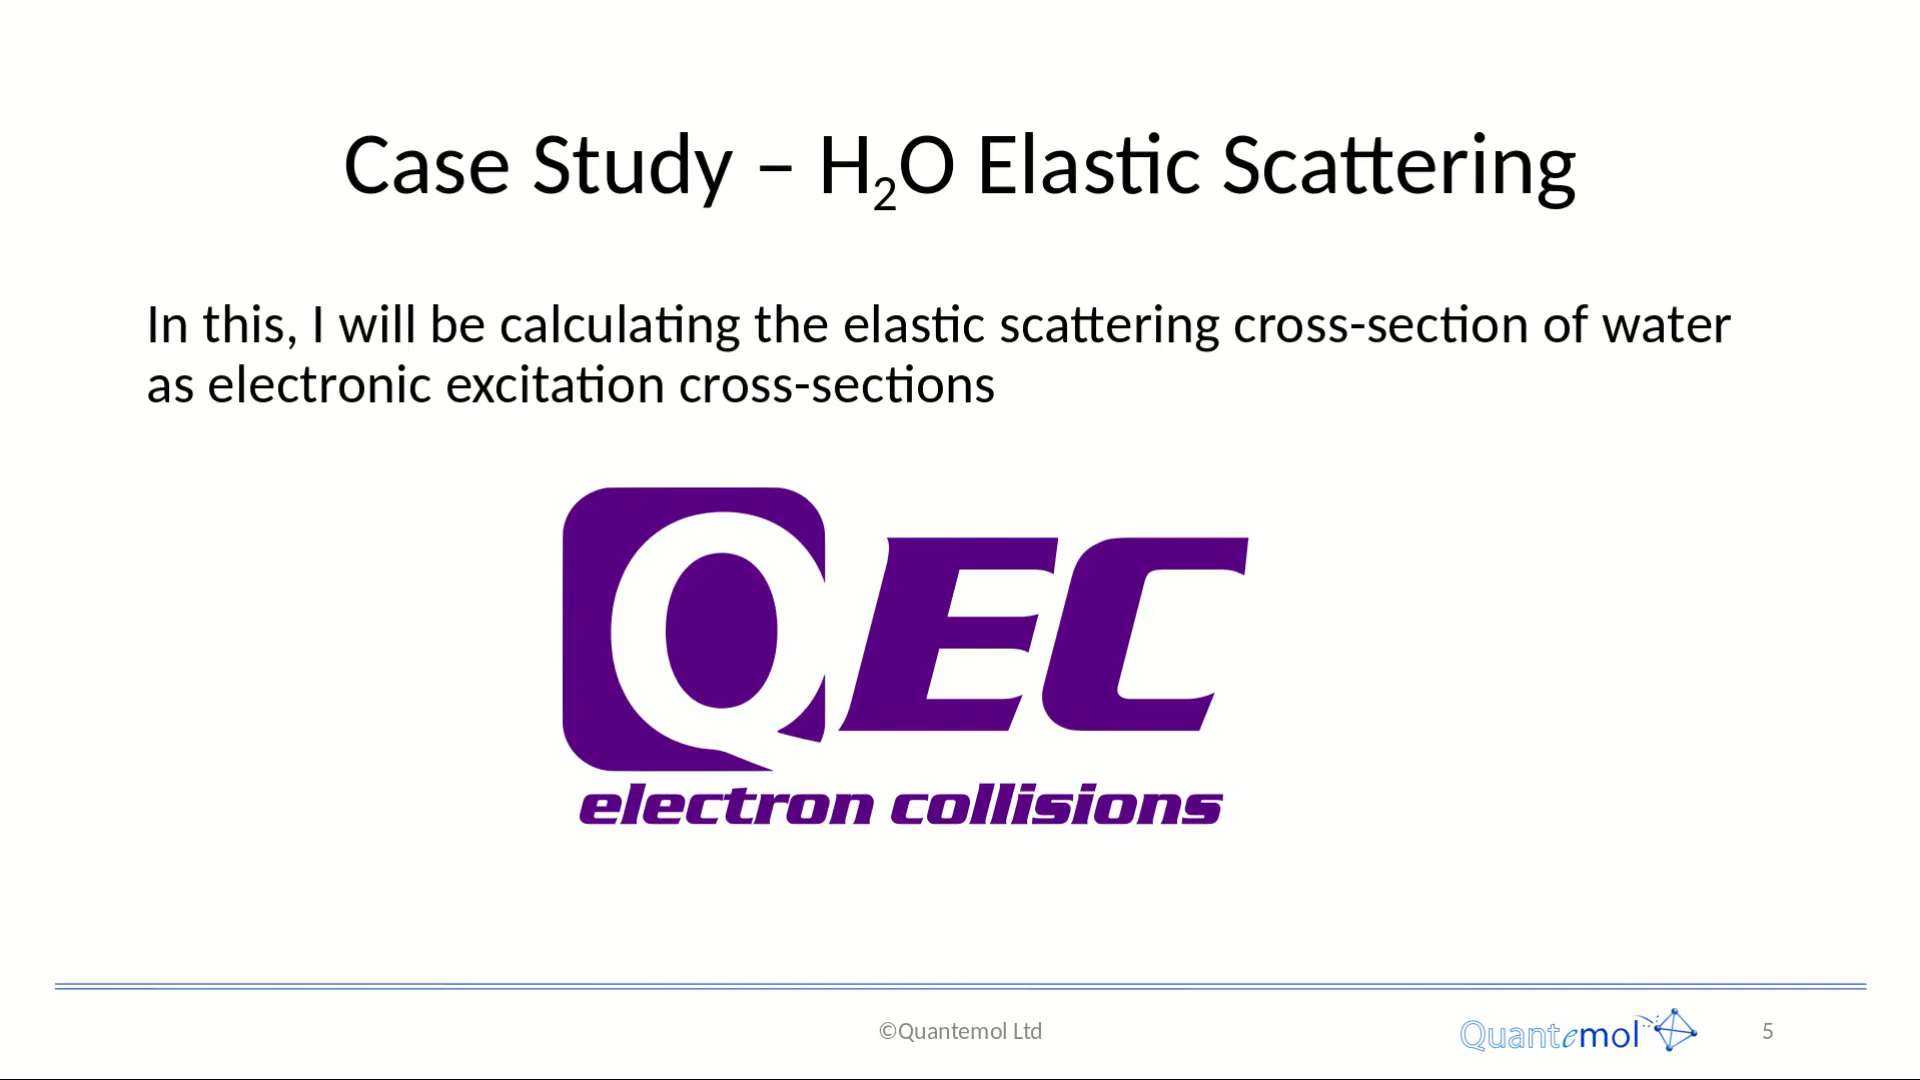 Case Study – H₂O Elastic Scattering
In this, I will be calculating the elastic scattering cross-section of water
as electronic excitation cross-sections
QEC
electron collisions
©Quantemol Ltd
Quantemol
5